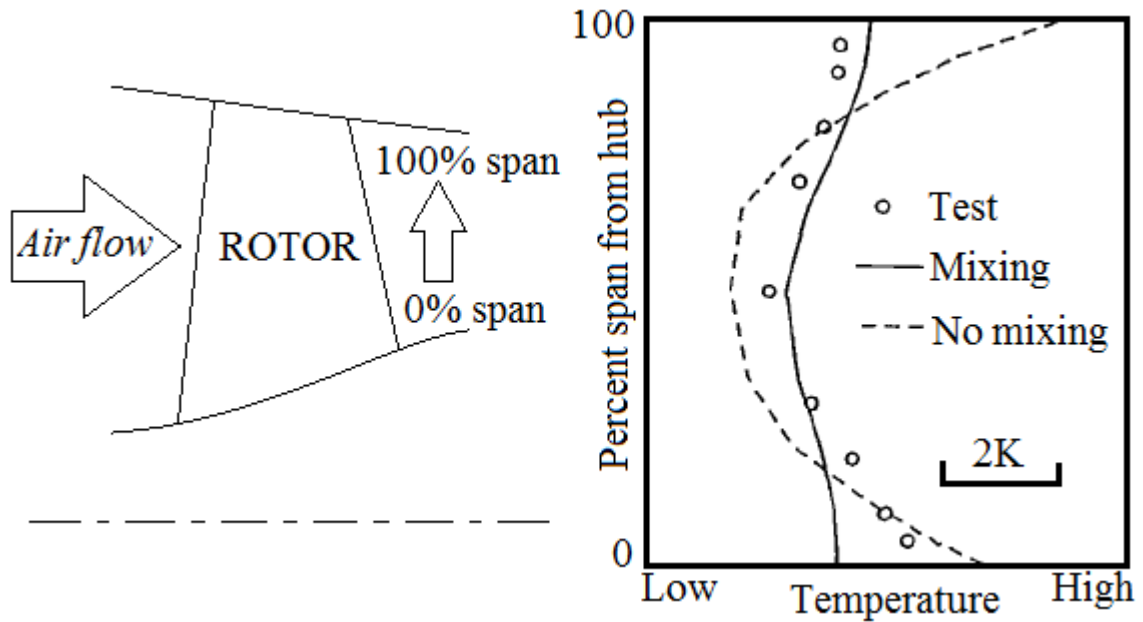 Air flow
ROTOR
100% span
0% span
100
Percent span from hub
0
Low
Temperature
High
Test
Mixing
No mixing
2K